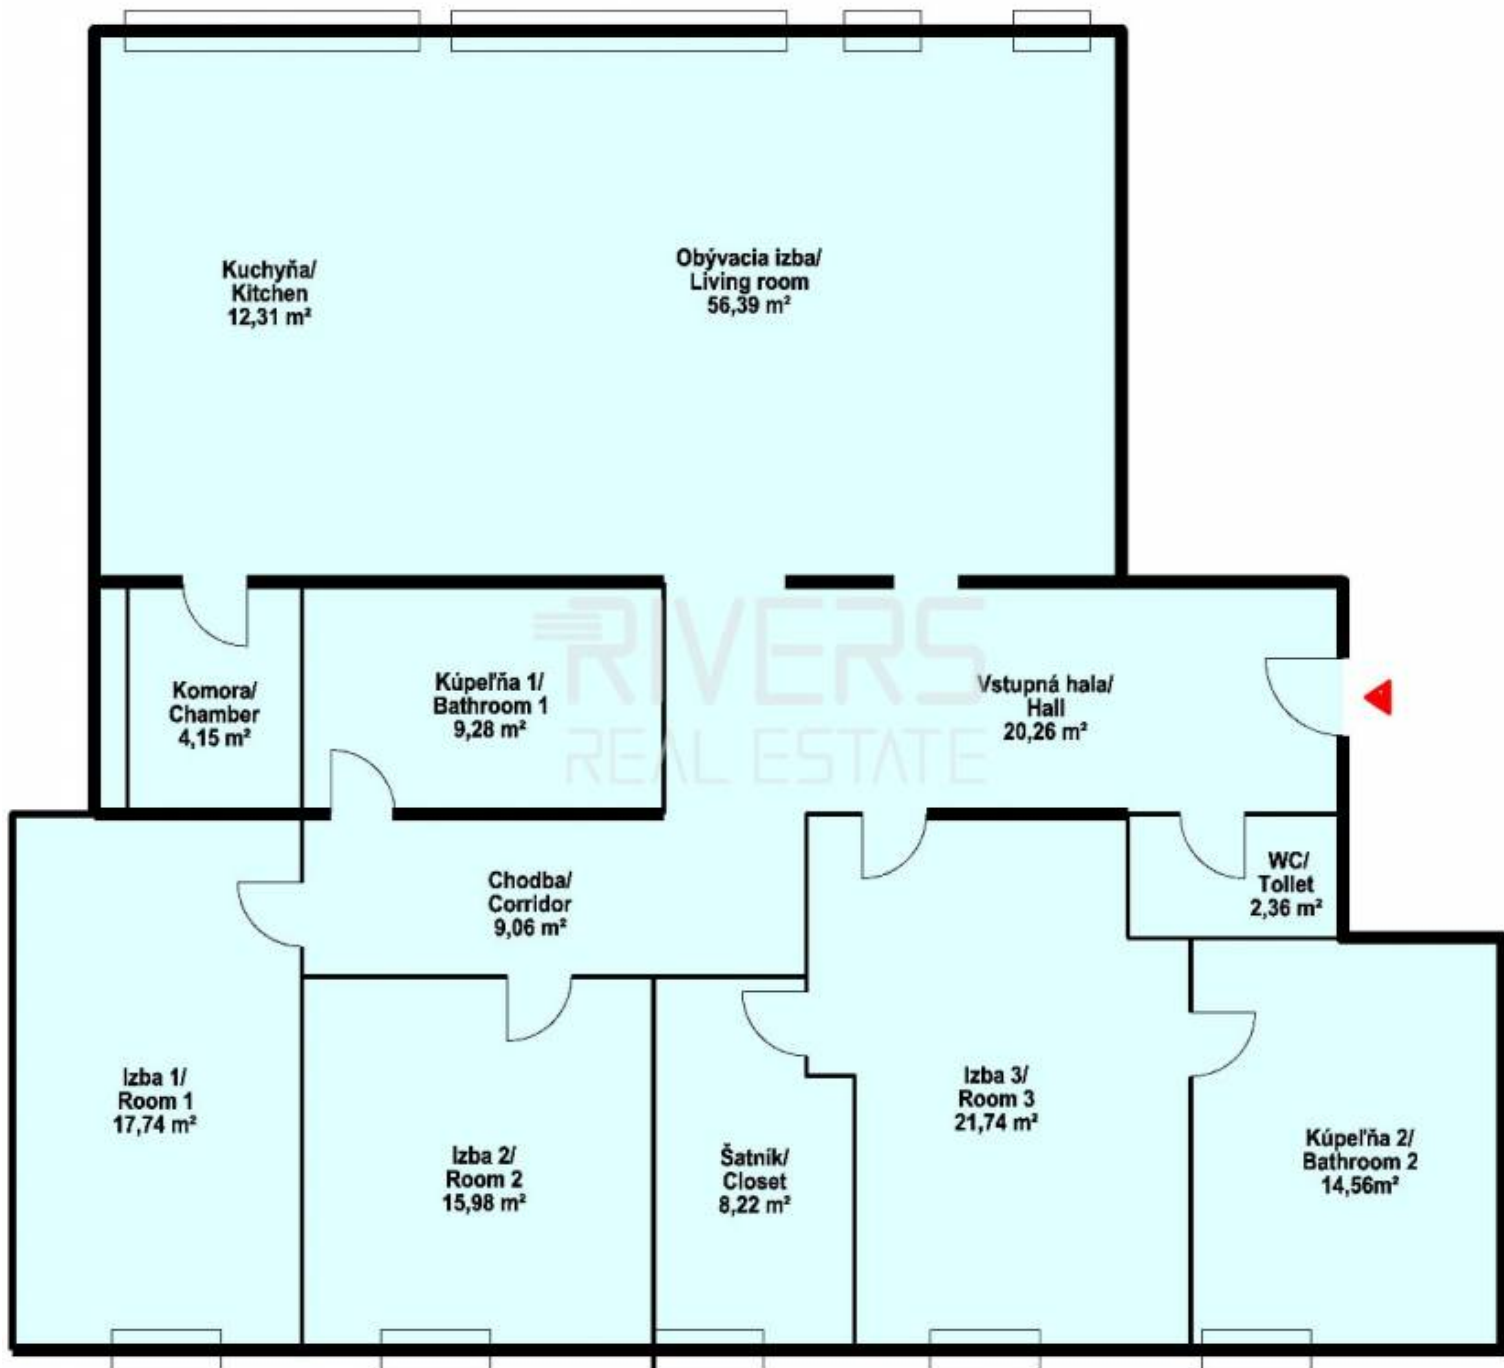 Kuchyňa/
Kitchen
12,31 m²
Obývacia izba/
Living room
56,39 m²
Komora/
Chamber
4,15 m²
Kúpeľňa 1/
Bathroom 1
9,28 m²
RIVERS
REAL ESTATE
Vstupná hala/
Hall
20,26 m²
Chodba/
Corridor
9,06 m²
WC/
Tollet
2,36 m²
Izba 1/
Room 1
17,74 m²
Izba 2/
Room 2
15,98 m²
Šatník/
Closet
8,22 m²
Izba 3/
Room 3
21,74 m²
Kúpeľňa 2/
Bathroom 2
14,56m²